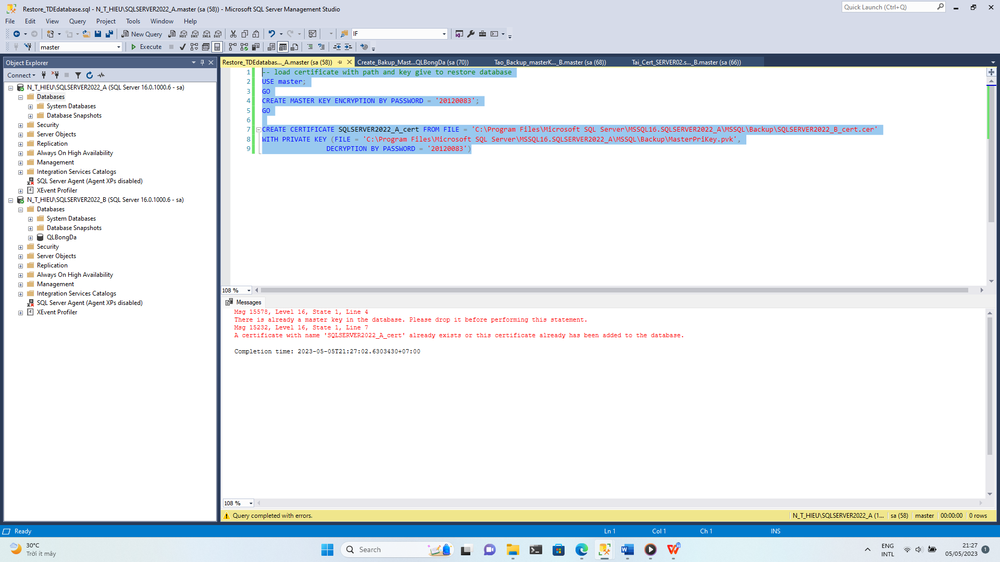 Restore_TDEdatabase.sql - N_T_HIEU\SQLSERVER2022_A.master (sa (58)) - Microsoft SQL Server Management Studio
Quick Launch (Ctrl+Q)
File Edit View Query Project Tools Window Help
New Query
MDX DMX XMLA DAX
IF
master
Execute
Object Explorer
Connect
N_T_HIEU\SQLSERVER2022_A (SQL Server 16.0.1000.6 - sa)
Databases
System Databases
Database Snapshots
Security
Server Objects
Replication
Always On High Availability
Management
Integration Services Catalogs
SQL Server Agent (Agent XPs disabled)
XEvent Profiler
N_T_HIEU\SQLSERVER2022_B (SQL Server 16.0.1000.6 - sa)
Databases
System Databases
Database Snapshots
QLBongDa
Security
Server Objects
Replication
Always On High Availability
Management
Integration Services Catalogs
SQL Server Agent (Agent XPs disabled)
XEvent Profiler
Restore_TDEdatabas..._A.master (sa (58))
Create_Bakup_Mast...QLBongDa (sa (70))
Tao_Backup_masterK..._B.master (sa (68))
Tai_Cert_SERVER02.s..._B.master (sa (66))
1 -- load certificate with path and key give to restore database
2 USE master;
3 GO
4 CREATE MASTER KEY ENCRYPTION BY PASSWORD = '20120083';
5 GO
6
7 CREATE CERTIFICATE SQLSERVER2022_A_cert FROM FILE = 'C:\Program Files\Microsoft SQL Server\MSSQL16.SQLSERVER2022_A\MSSQL\Backup\SQLSERVER2022_B_cert.cer'
8 WITH PRIVATE KEY (FILE = 'C:\Program Files\Microsoft SQL Server\MSSQL16.SQLSERVER2022_A\MSSQL\Backup\MasterPriKey.pvk',
9 DECRYPTION BY PASSWORD = '20120083')
108 %
Messages
Msg 15578, Level 16, State 1, Line 4
There is already a master key in the database. Please drop it before performing this statement.
Msg 15232, Level 16, State 1, Line 7
A certificate with name 'SQLSERVER2022_A_cert' already exists or this certificate already has been added to the database.
Completion time: 2023-05-05T21:27:02.6303430+07:00
108 %
Query completed with errors.
N_T_HIEU\SQLSERVER2022_A (1... sa (58) master 00:00:00 0 rows
Ready
Ln 1 Col 1 Ch 1 INS
30°C
Trời ít mây
Search
ENG
INTL
21:27
05/05/2023
1